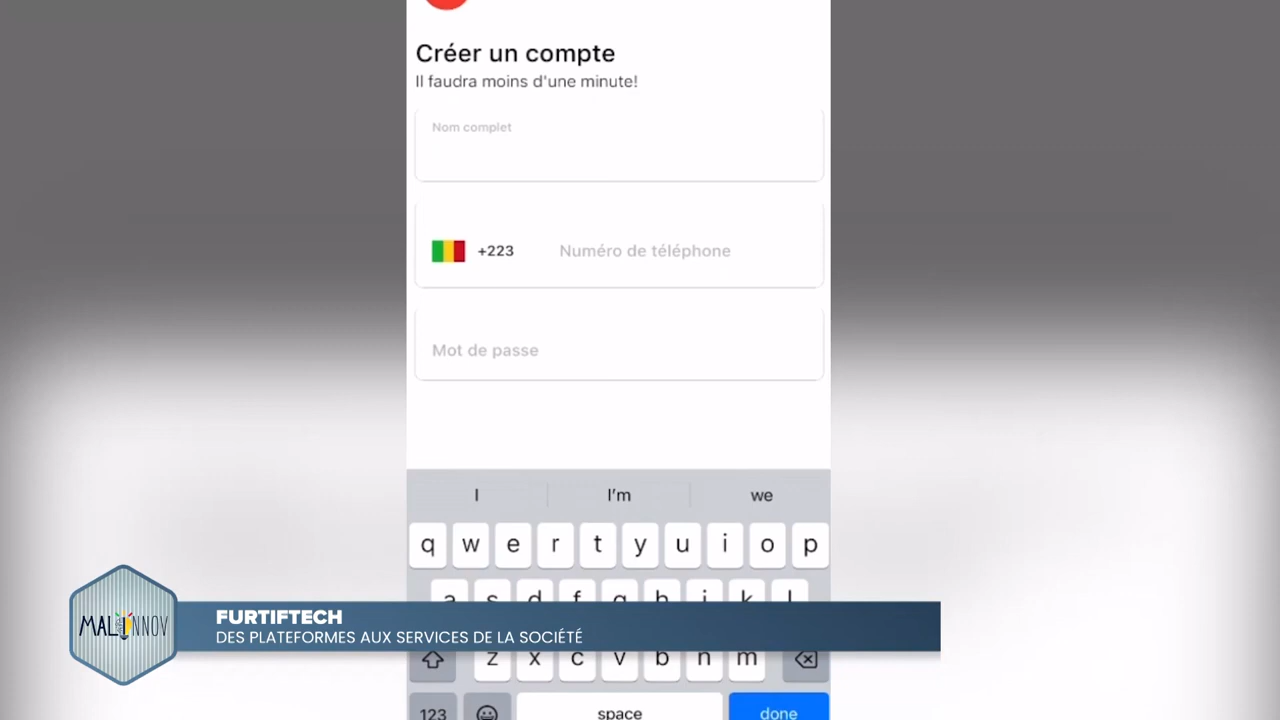 Créer un compte
Il faudra moins d'une minute!
Nom complet
+223 Numéro de téléphone
Mot de passe
I I'm we
q w e r t y u i o p
a s d f g h j k l
FURTIFTECH
DES PLATEFORMES AUX SERVICES DE LA SOCIÉTÉ
MALI INNOV
z x c v b n m
123 space done